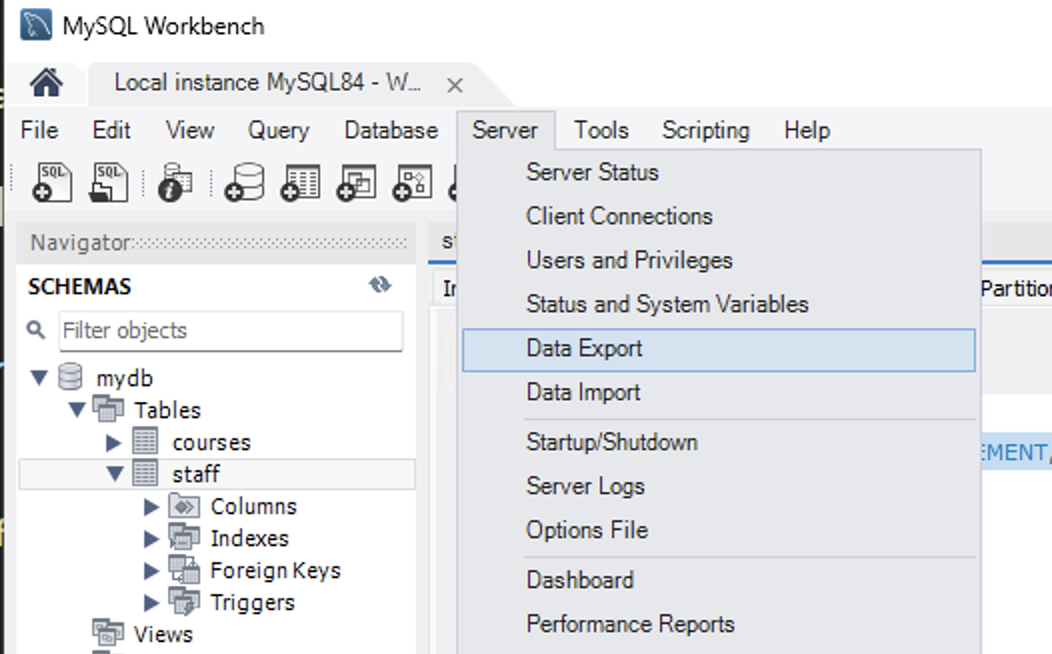 MySQL Workbench
Local instance MySQL84 - W...
File Edit View Query Database Server Tools Scripting Help
SQL SQL
Navigator
SCHEMAS
Filter objects
mydb
Tables
courses
staff
Columns
Indexes
Foreign Keys
Triggers
Views
Server Status
Client Connections
Users and Privileges
Status and System Variables
Data Export
Data Import
Startup/Shutdown
Server Logs
Options File
Dashboard
Performance Reports
Partition
EMENT,